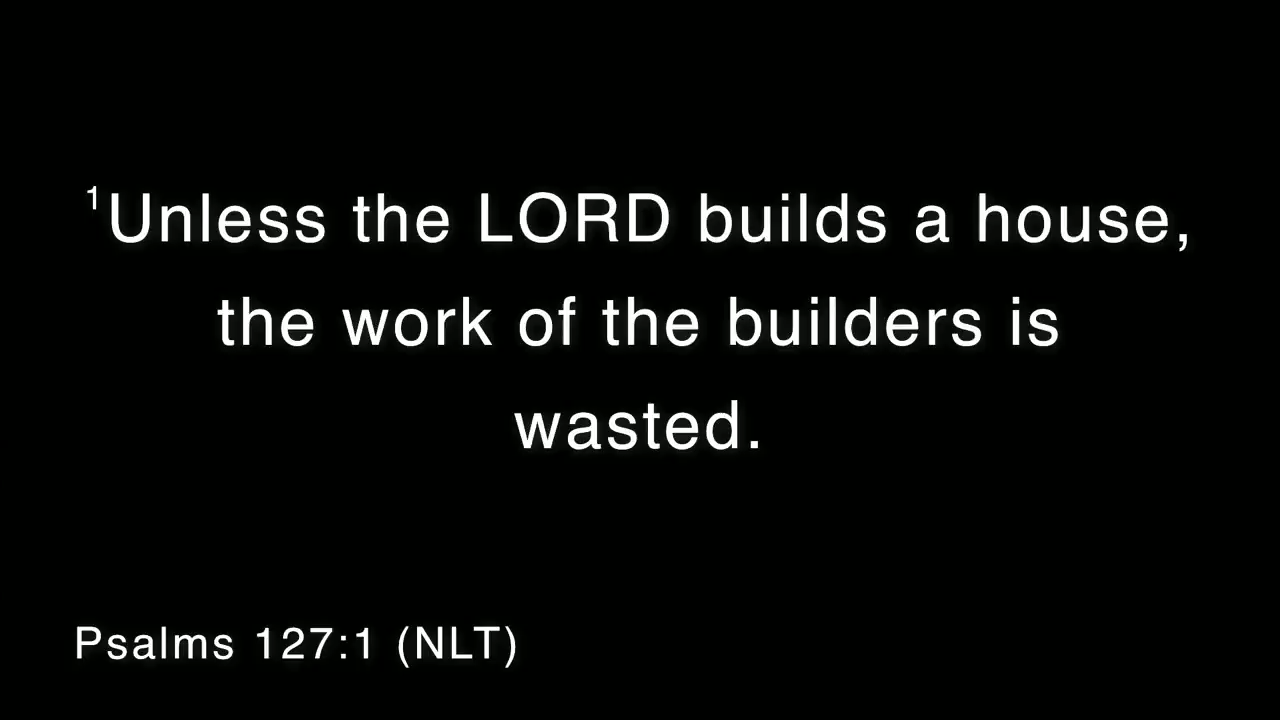 ¹Unless the LORD builds a house,
the work of the builders is
wasted.
Psalms 127:1 (NLT)